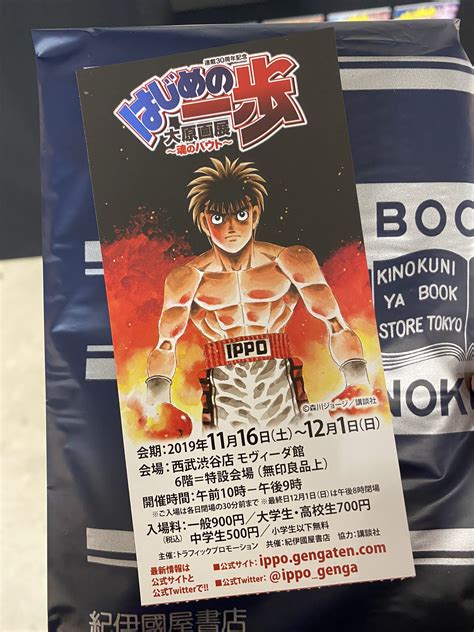 連載30周年記念
はじめの一歩
大原画展
～魂のバウト～
IPPO
©森川ジョージ/講談社
会期:2019年11月16日(土)～12月1日(日)
会場:西武渋谷店 モヴィーダ館
6階=特設会場(無印良品上)
開催時間:午前10時―午後9時
※ご入場は各日閉場の30分前まで ※最終日12月1日(日)は午後8時閉場
入場料:一般900円/大学生・高校生700円
(税込) 中学生500円/小学生以下無料
主催:トラフィックプロモーション 共催:紀伊國屋書店 協力:講談社
最新情報は
公式サイトと
公式Twitterで!!
■公式サイト:ippo.gengaten.com
■公式Twitter:@ippo_genga
BOO
KINOKUNI
YA BOOK
STORE TOKYO
NOKU
紀伊國屋書店